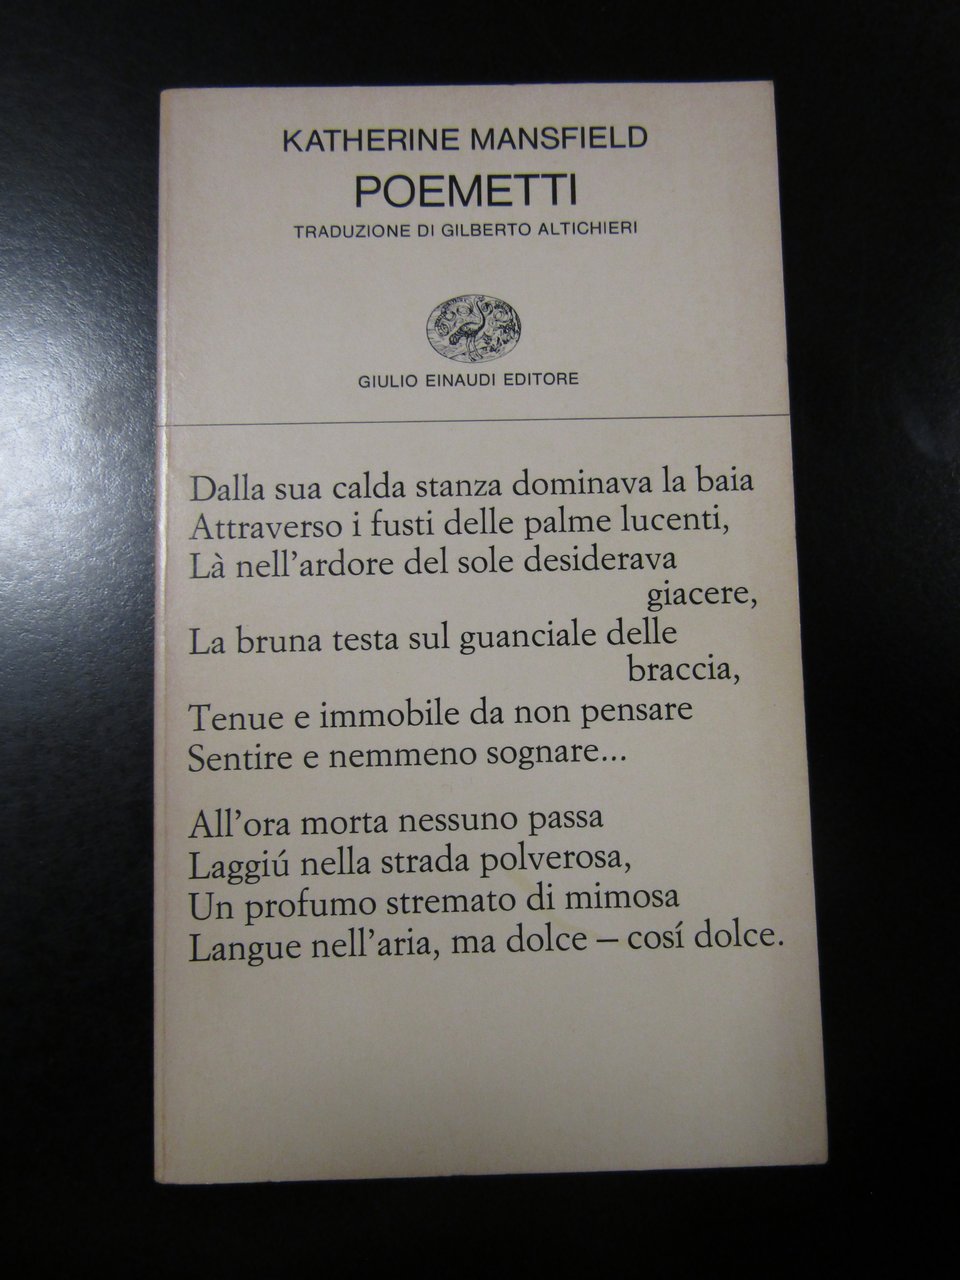 KATHERINE MANSFIELD
POEMETTI
TRADUZIONE DI GILBERTO ALTICHIERI
GIULIO EINAUDI EDITORE
Dalla sua calda stanza dominava la baia
Attraverso i fusti delle palme lucenti,
Là nell'ardore del sole desiderava
giacere,
La bruna testa sul guanciale delle
braccia,
Tenue e immobile da non pensare
Sentire e nemmeno sognare...
All'ora morta nessuno passa
Laggiú nella strada polverosa,
Un profumo stremato di mimosa
Langue nell'aria, ma dolce – cosí dolce.